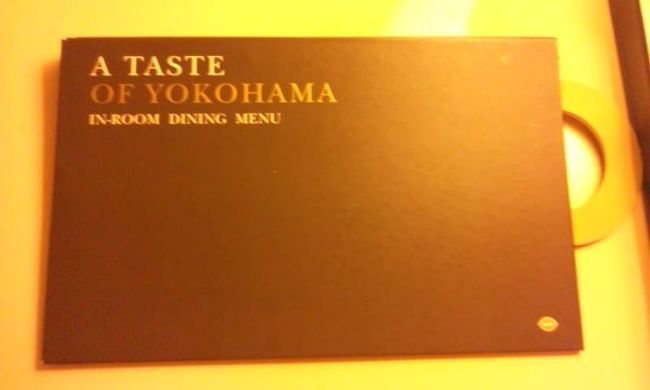 A TASTE
OF YOKOHAMA
IN-ROOM DINING MENU